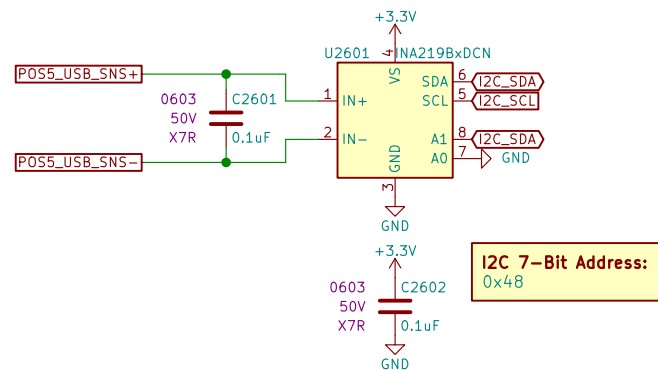 +3.3V
U2601
INA219BxDCN
4
VS
POS5_USB_SNS+
SDA
6
I2C_SDA
0603
C2601
1
IN+
SCL
5
I2C_SCL
50V
X7R
0.1uF
2
IN-
A1
8
I2C_SDA
POS5_USB_SNS-
GND
A0
7
GND
3
GND
+3.3V
I2C 7-Bit Address:
0x48
0603
C2602
50V
X7R
0.1uF
GND